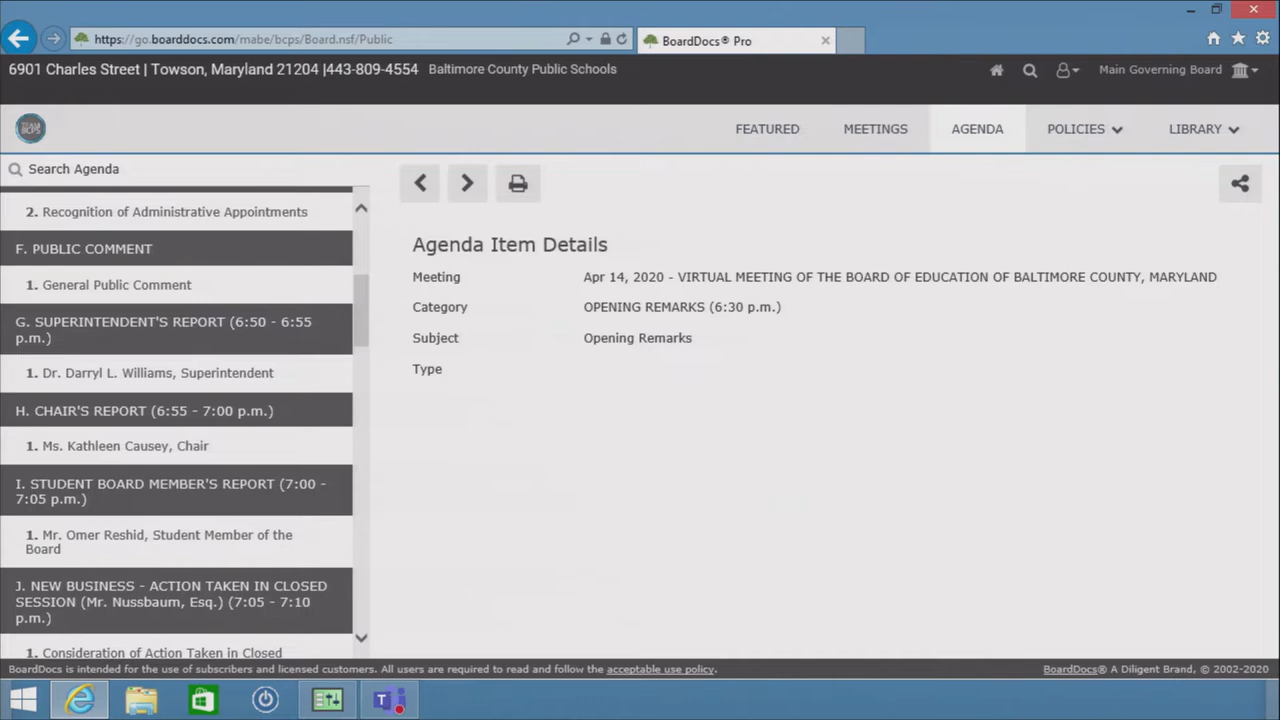 https://go.boarddocs.com/mabe/bcps/Board.nsf/Public
BoardDocs® Pro
6901 Charles Street | Towson, Maryland 21204 |443-809-4554 Baltimore County Public Schools
Main Governing Board
TEAM
BCPS
FEATURED
MEETINGS
AGENDA
POLICIES
LIBRARY
Search Agenda
2. Recognition of Administrative Appointments
F. PUBLIC COMMENT
1. General Public Comment
G. SUPERINTENDENT'S REPORT (6:50 - 6:55
p.m.)
1. Dr. Darryl L. Williams, Superintendent
H. CHAIR'S REPORT (6:55 - 7:00 p.m.)
1. Ms. Kathleen Causey, Chair
I. STUDENT BOARD MEMBER'S REPORT (7:00 -
7:05 p.m.)
1. Mr. Omer Reshid, Student Member of the
Board
J. NEW BUSINESS - ACTION TAKEN IN CLOSED
SESSION (Mr. Nussbaum, Esq.) (7:05 - 7:10
p.m.)
1. Consideration of Action Taken in Closed
Agenda Item Details
Meeting Apr 14, 2020 - VIRTUAL MEETING OF THE BOARD OF EDUCATION OF BALTIMORE COUNTY, MARYLAND
Category OPENING REMARKS (6:30 p.m.)
Subject Opening Remarks
Type
BoardDocs is intended for the use of subscribers and licensed customers. All users are required to read and follow the acceptable use policy.
BoardDocs® A Diligent Brand, © 2002-2020